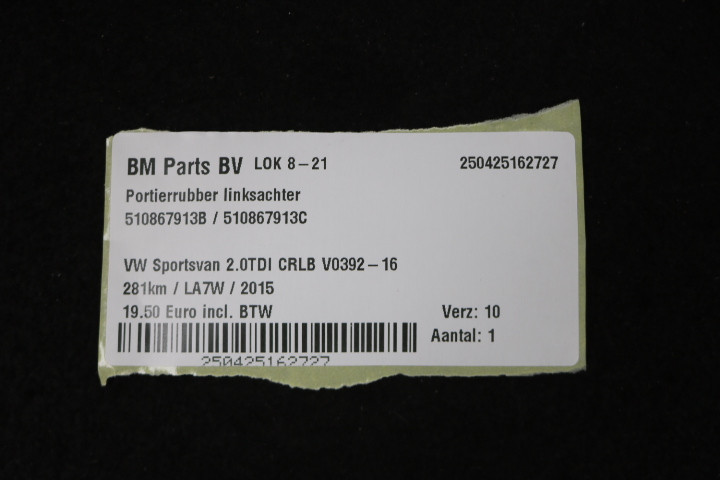 BM Parts BV LOK 8-21 250425162727
Portierrubber linksachter
510867913B / 510867913C
VW Sportsvan 2.0TDI CRLB V0392-16
281km / LA7W / 2015
19.50 Euro incl. BTW Verz: 10
Aantal: 1
250425162727